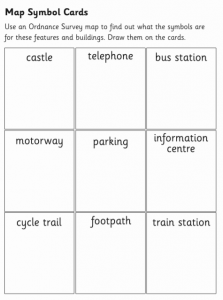 Map Symbol Cards
Use an Ordnance Survey map to find out what the symbols are
for these features and buildings. Draw them on the cards.
castle
telephone
bus station
motorway
parking
information
centre
cycle trail
footpath
train station